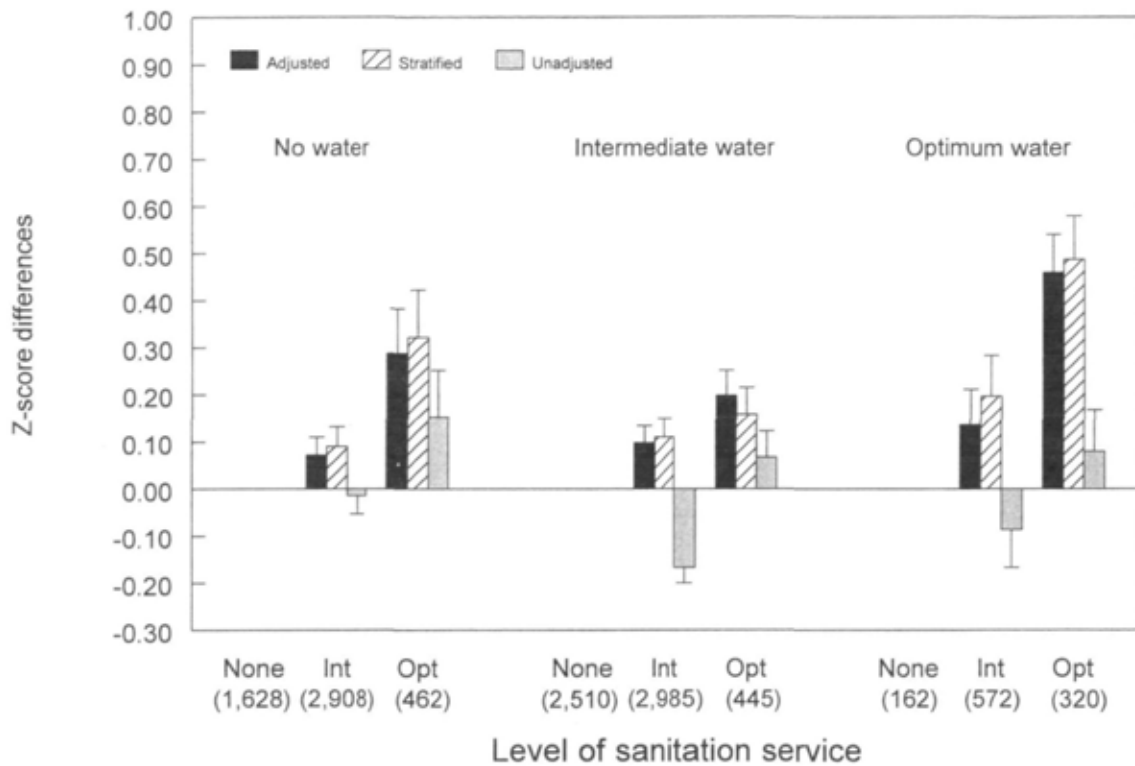 1.00
0.90
0.80
0.70
0.60
0.50
0.40
0.30
0.20
0.10
0.00
-0.10
-0.20
-0.30
Z-score differences
Adjusted Stratified Unadjusted
No water Intermediate water Optimum water
None Int Opt None Int Opt None Int Opt
(1,628) (2,908) (462) (2,510) (2,985) (445) (162) (572) (320)
Level of sanitation service